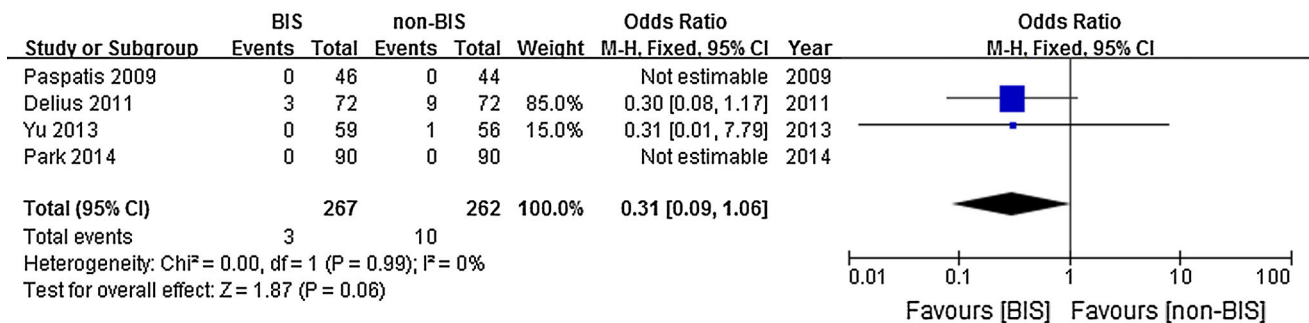 BIS non-BIS Odds Ratio Odds Ratio
Study or Subgroup Events Total Events Total Weight M-H, Fixed, 95% CI Year M-H, Fixed, 95% CI
Paspatis 2009 0 46 0 44 Not estimable 2009
Delius 2011 3 72 9 72 85.0% 0.30 [0.08, 1.17] 2011
Yu 2013 0 59 1 56 15.0% 0.31 [0.01, 7.79] 2013
Park 2014 0 90 0 90 Not estimable 2014
Total (95% CI) 267 262 100.0% 0.31 [0.09, 1.06]
Total events 3 10
Heterogeneity: Chi² = 0.00, df = 1 (P = 0.99); I² = 0%
Test for overall effect: Z = 1.87 (P = 0.06)
0.01 0.1 1 10 100
Favours [BIS] Favours [non-BIS]